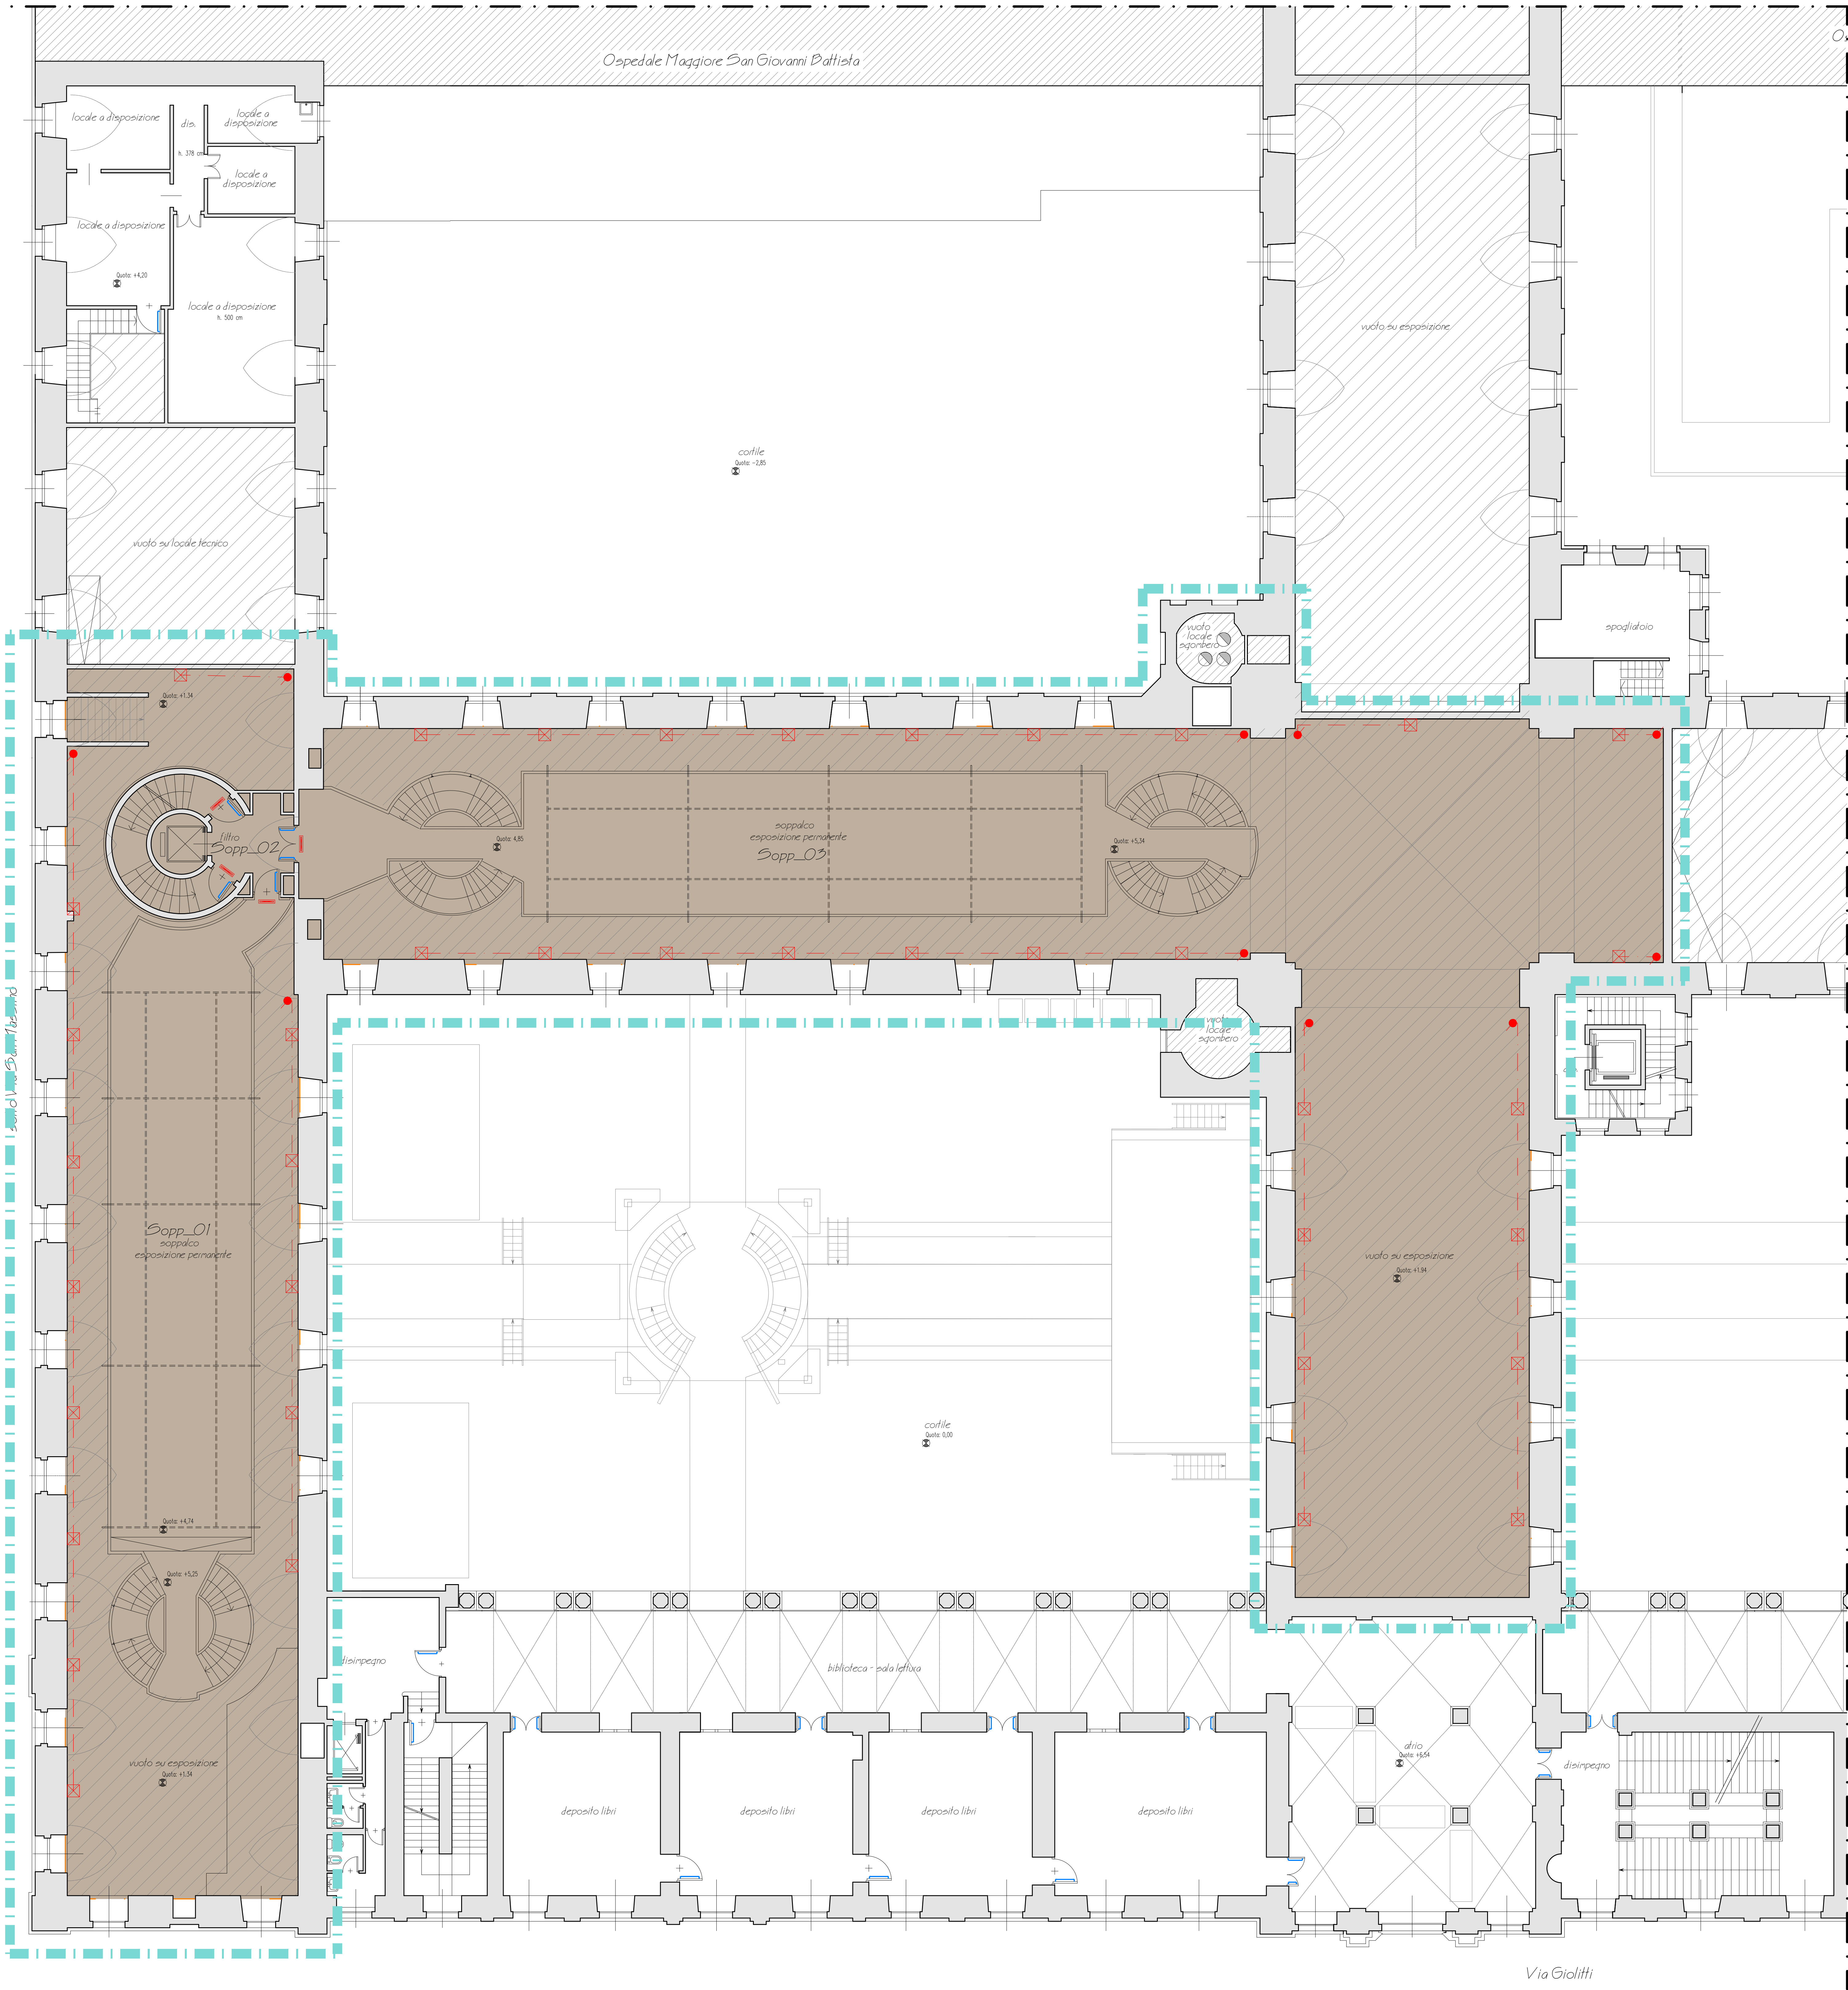 Ospedale Maggiore San Giovanni Battista
locale a disposizione
dis.
locale a
disposizione
h. 378 cm
locale a
disposizione
locale a disposizione
Quota: +4,20
locale a disposizione
h. 500 cm
vuoto su esposizione
cortile
Quota: -2,85
vuoto su locale tecnico
vuoto
locale
sgombero
spogliatoio
Quota: +1.34
filtro
Sopp_02
Quota: 4,85
soppalco
esposizione permanente
Sopp_03
Quota: +5,34
vuoto
locale
sgombero
Sopp_01
soppalco
esposizione permanente
vuoto su esposizione
Quota: +1.94
cortile
Quota: 0,00
Quota: +4,74
Quota: +5,25
disimpegno
biblioteca - sala lettura
vuoto su esposizione
Quota: +1.34
deposito libri
deposito libri
deposito libri
deposito libri
atrio
Quota: +6,54
disimpegno
Via Giolitti